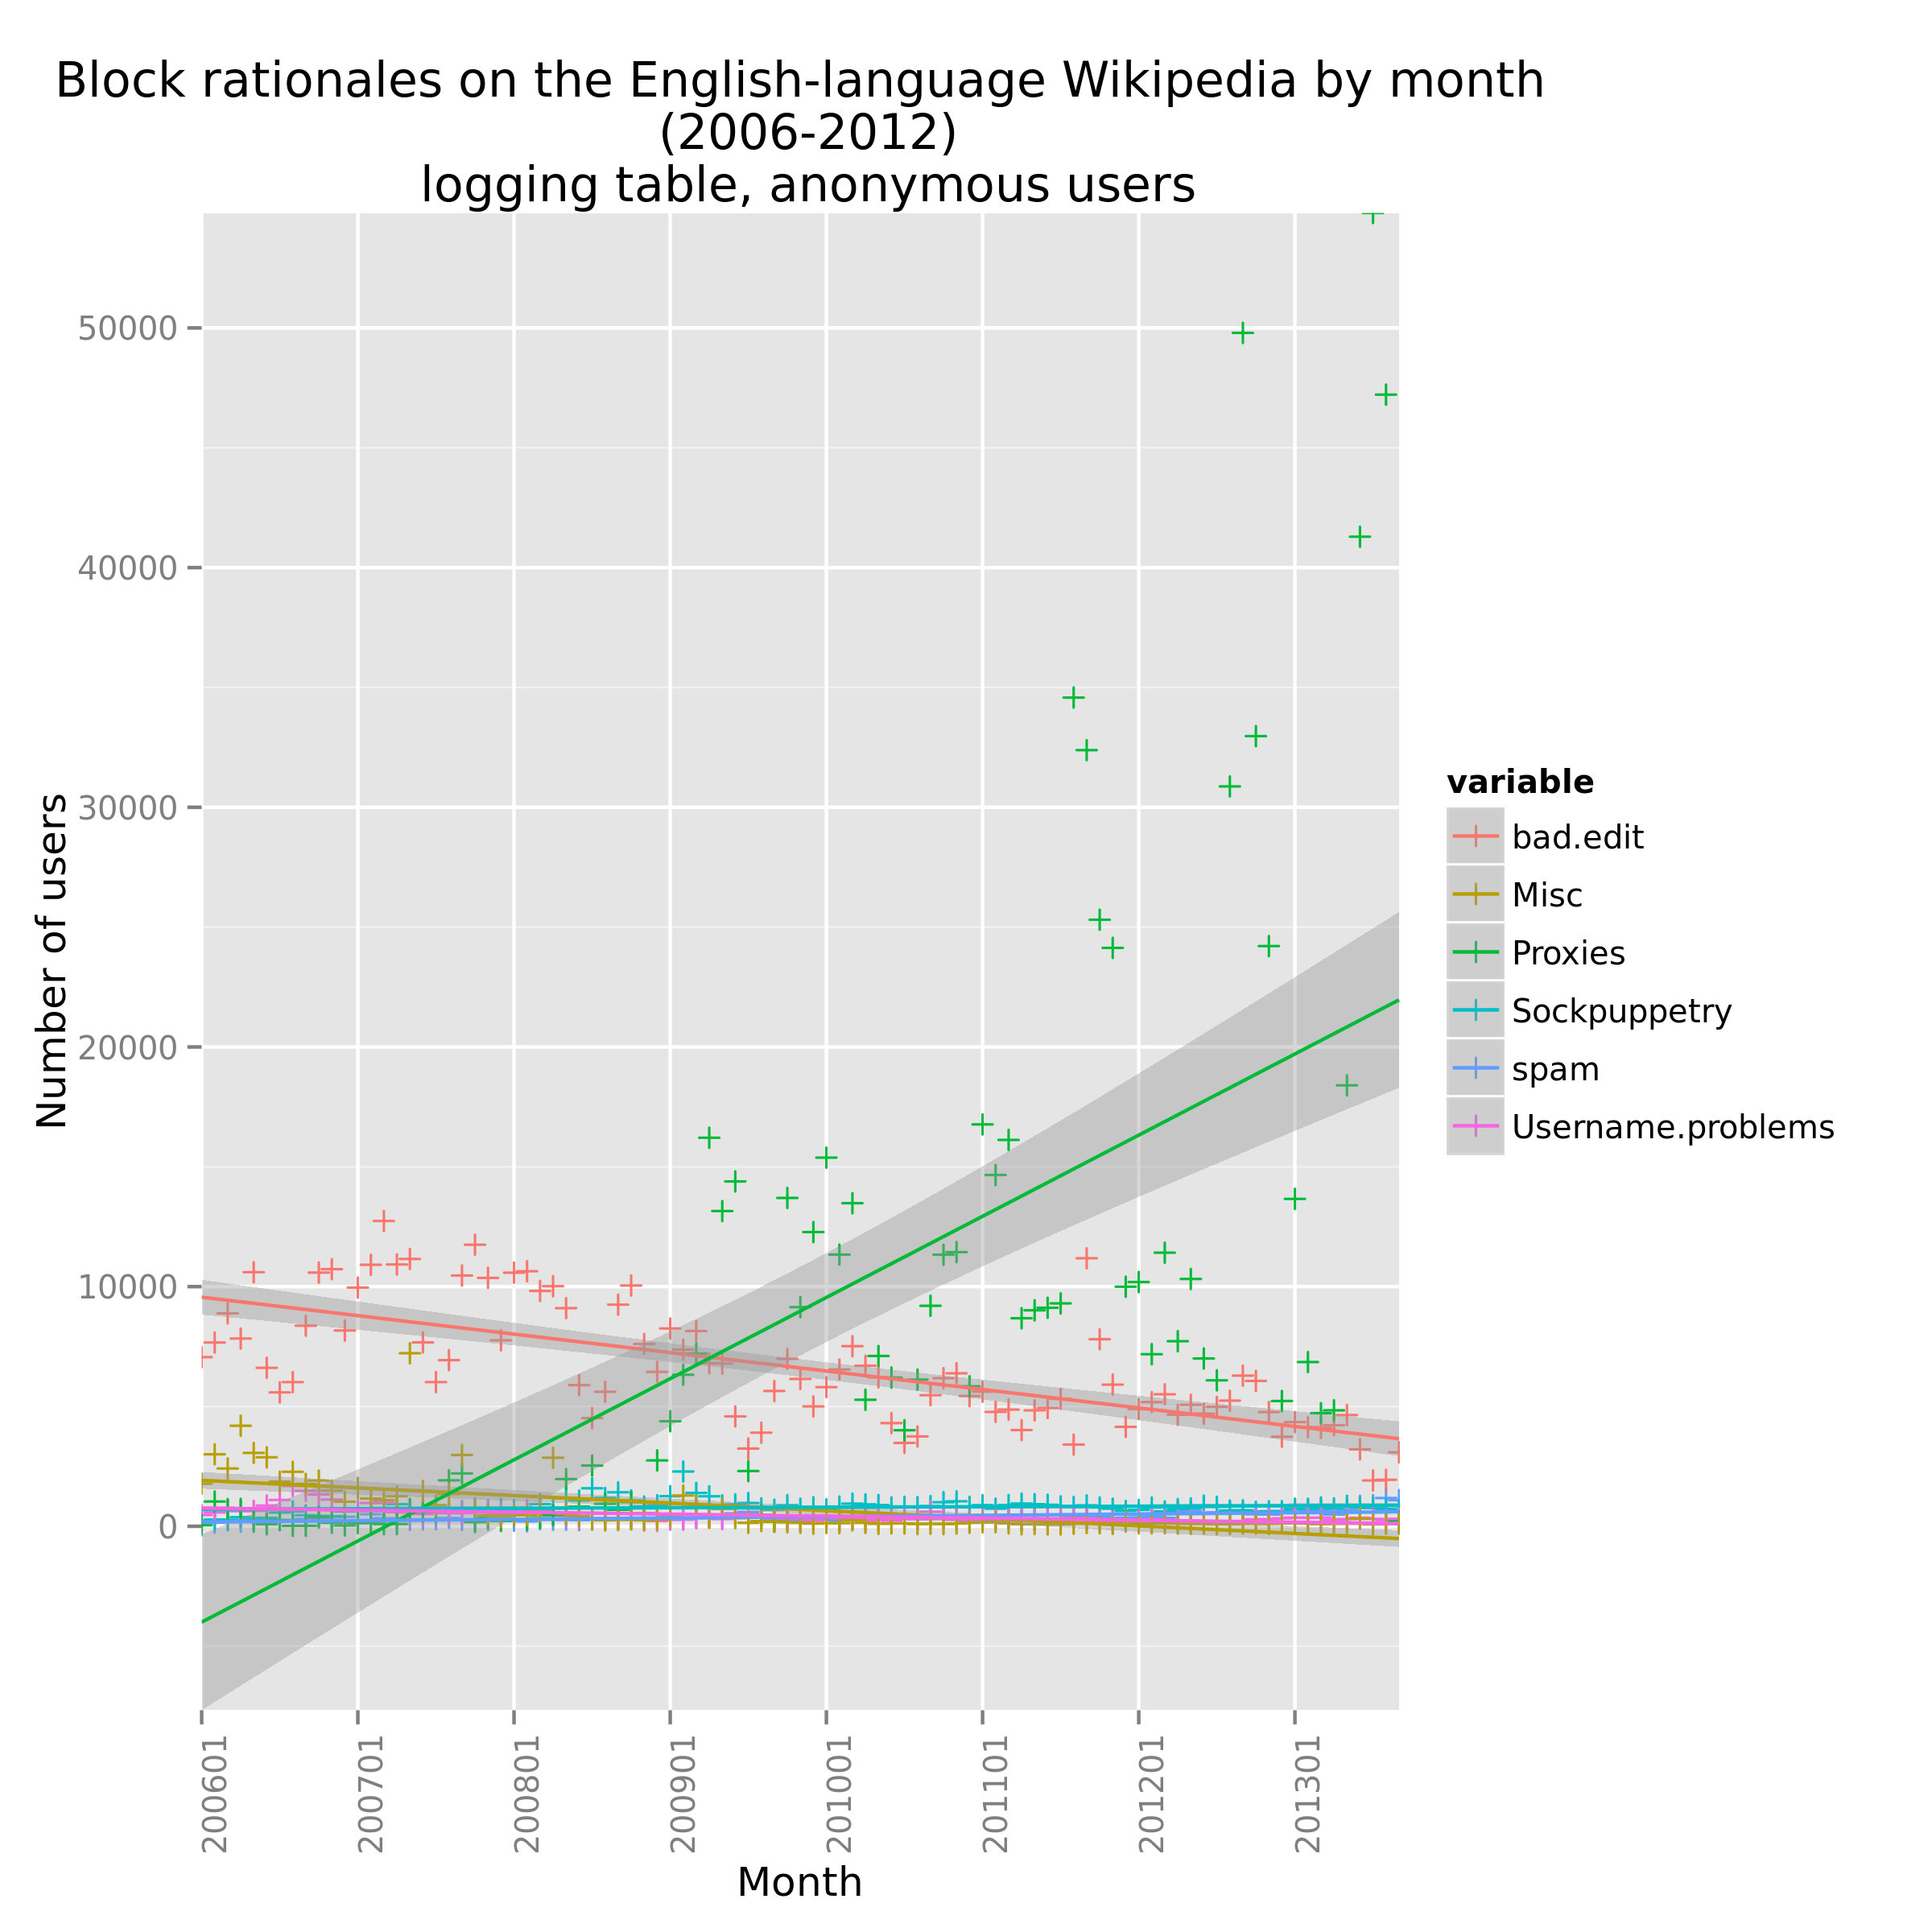 Block rationales on the English-language Wikipedia by month
(2006-2012)
logging table, anonymous users
50000
40000
30000
20000
10000
0
Number of users
200601
200701
200801
200901
201001
201101
201201
201301
Month
variable
bad.edit
Misc
Proxies
Sockpuppetry
spam
Username.problems